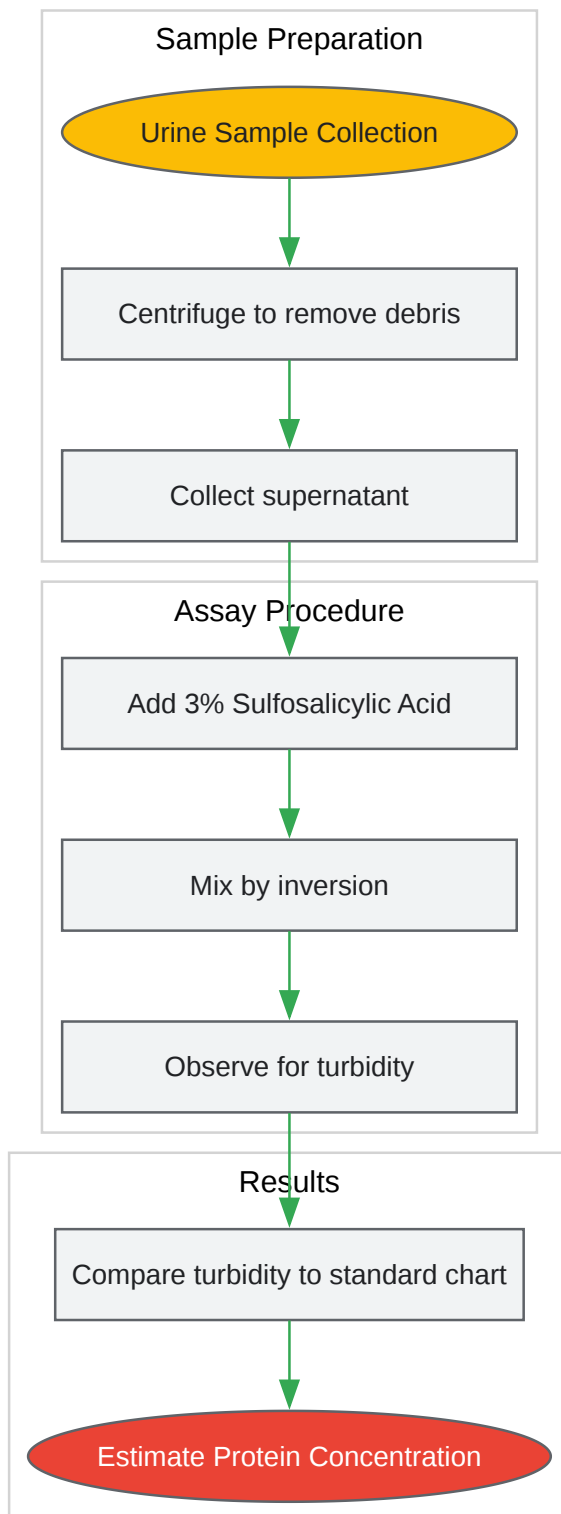 Sample Preparation
Urine Sample Collection
Centrifuge to remove debris
Collect supernatant
Assay Procedure
Add 3% Sulfosalicylic Acid
Mix by inversion
Observe for turbidity
Results
Compare turbidity to standard chart
Estimate Protein Concentration